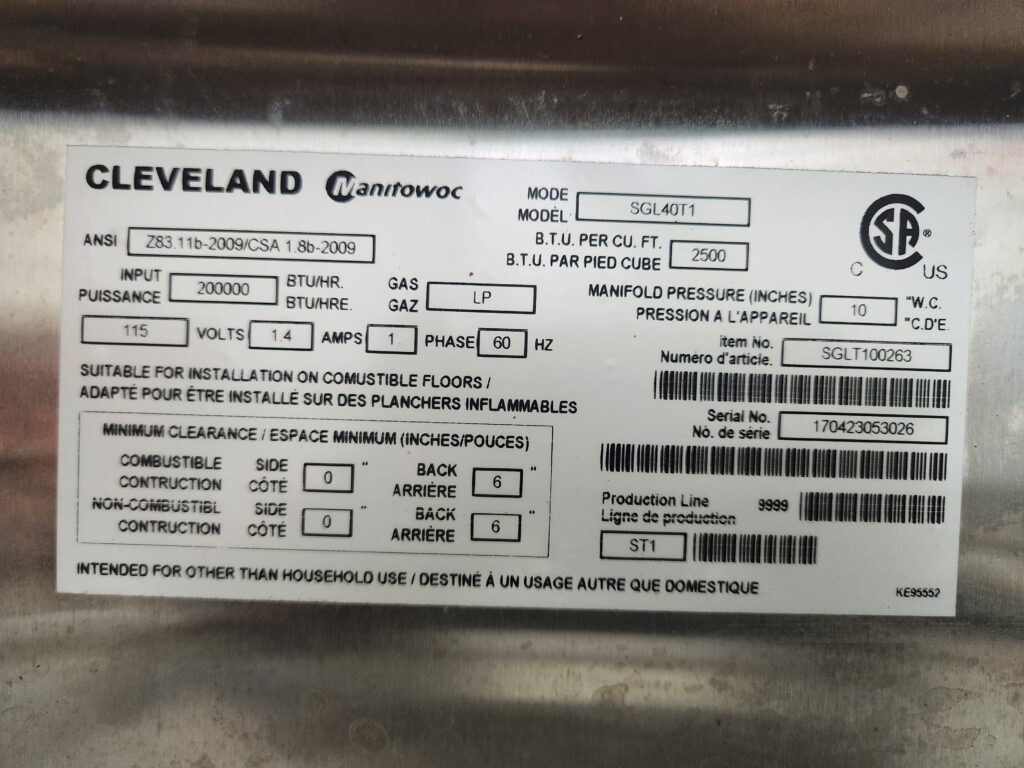 CLEVELAND Manitowoc
MODE
MODÈL SGL40T1
CSA ®
C US
ANSI Z83.11b-2009/CSA 1.8b-2009
B.T.U. PER CU. FT.
B.T.U. PAR PIED CUBE 2500
INPUT
PUISSANCE 200000 BTU/HR.
BTU/HRE.
GAS
GAZ LP
MANIFOLD PRESSURE (INCHES)
PRESSION A L'APPAREIL 10 "W.C.
"C.D'E.
115 VOLTS 1.4 AMPS 1 PHASE 60 HZ
Item No.
Numéro d'article. SGLT100263
SUITABLE FOR INSTALLATION ON COMUSTIBLE FLOORS /
ADAPTÉ POUR ÊTRE INSTALLÉ SUR DES PLANCHERS INFLAMMABLES
Serial No.
Nò. de série 170423053026
MINIMUM CLEARANCE / ESPACE MINIMUM (INCHES/POUCES)
COMBUSTIBLE
CONTRUCTION SIDE
CÔTÉ 0 " BACK
ARRIÈRE 6 "
NON-COMBUSTIBL
CONTRUCTION SIDE
CÔTÉ 0 " BACK
ARRIÈRE 6 "
Production Line
Ligne de production 9999
ST1
INTENDED FOR OTHER THAN HOUSEHOLD USE / DESTINÉ À UN USAGE AUTRE QUE DOMESTIQUE
KE95552